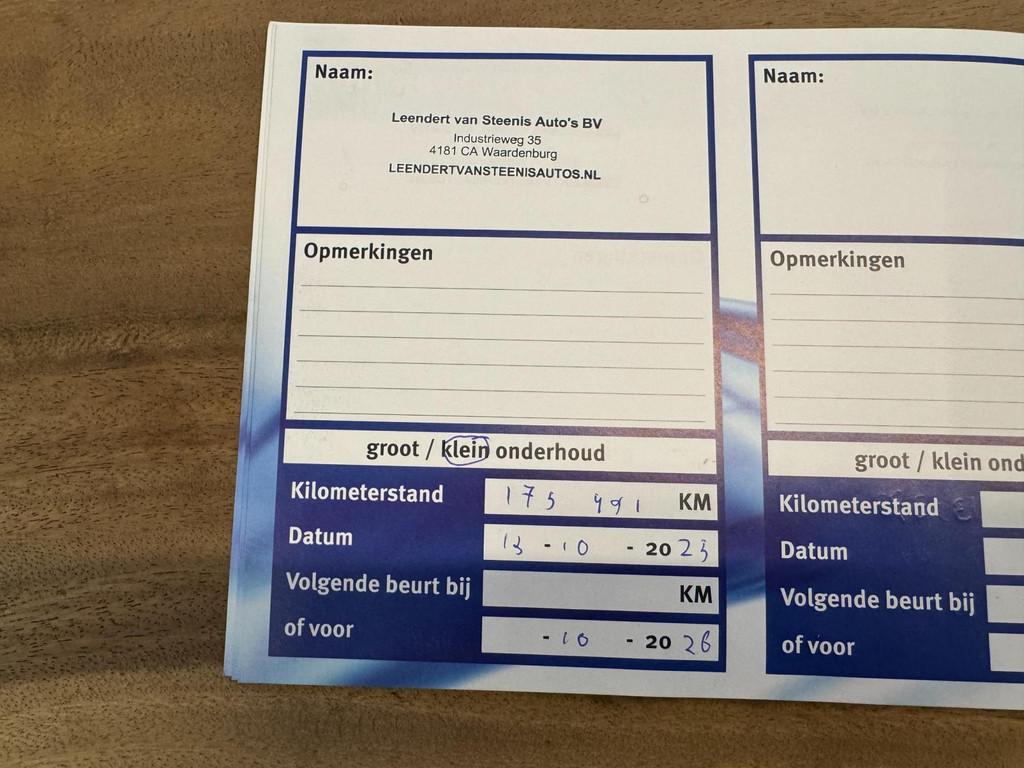 Naam:
Leendert van Steenis Auto's BV
Industrieweg 35
4181 CA Waardenburg
LEENDERTVANSTEENISAUTOS.NL
Opmerkingen
groot / klein onderhoud
Kilometerstand 175 491 KM
Datum 13 -10 - 2023
Volgende beurt bij KM
of voor -10 - 2026
Naam:
Opmerkingen
groot / klein ond
Kilometerstand
Datum
Volgende beurt bij
of voor